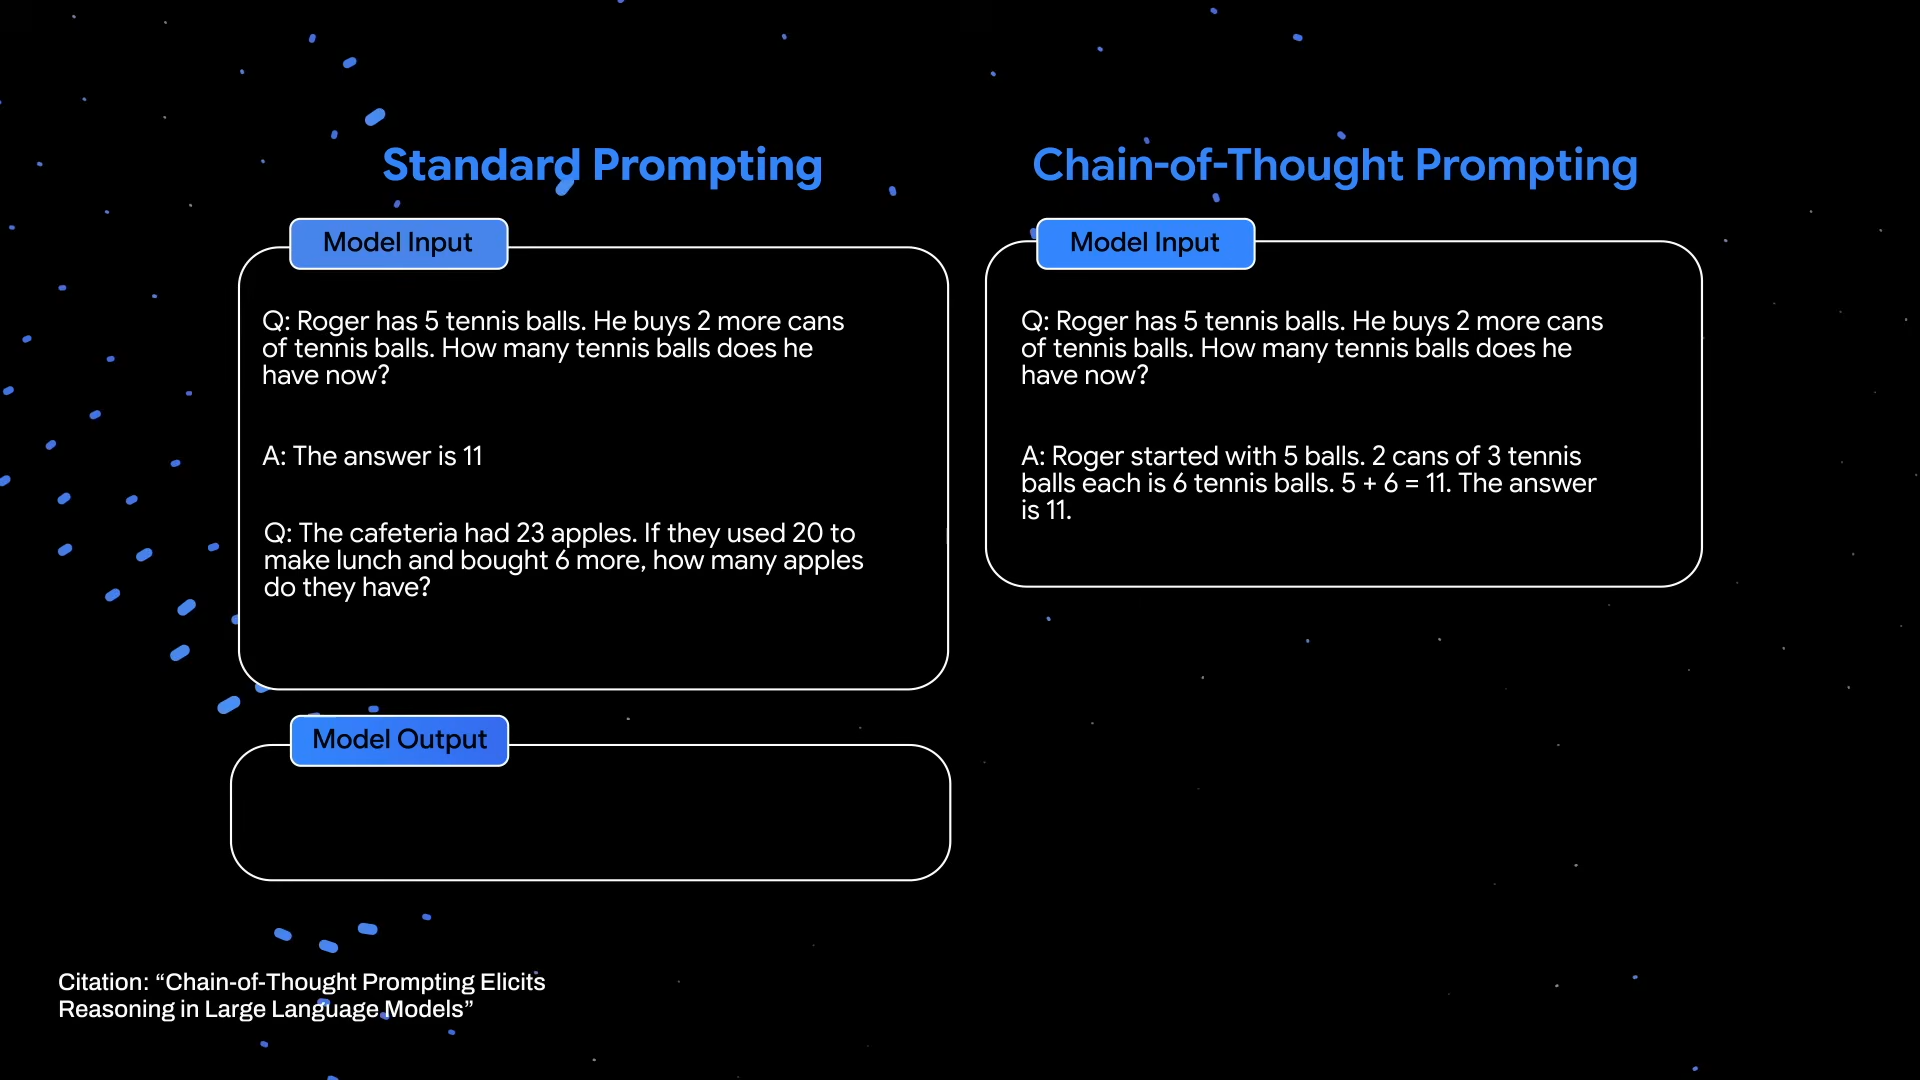 Standard Prompting
Model Input
Q: Roger has 5 tennis balls. He buys 2 more cans
of tennis balls. How many tennis balls does he
have now?
A: The answer is 11
Q: The cafeteria had 23 apples. If they used 20 to
make lunch and bought 6 more, how many apples
do they have?
Model Output
Chain-of-Thought Prompting
Model Input
Q: Roger has 5 tennis balls. He buys 2 more cans
of tennis balls. How many tennis balls does he
have now?
A: Roger started with 5 balls. 2 cans of 3 tennis
balls each is 6 tennis balls. 5 + 6 = 11. The answer
is 11.
Citation: “Chain-of-Thought Prompting Elicits
Reasoning in Large Language Models”